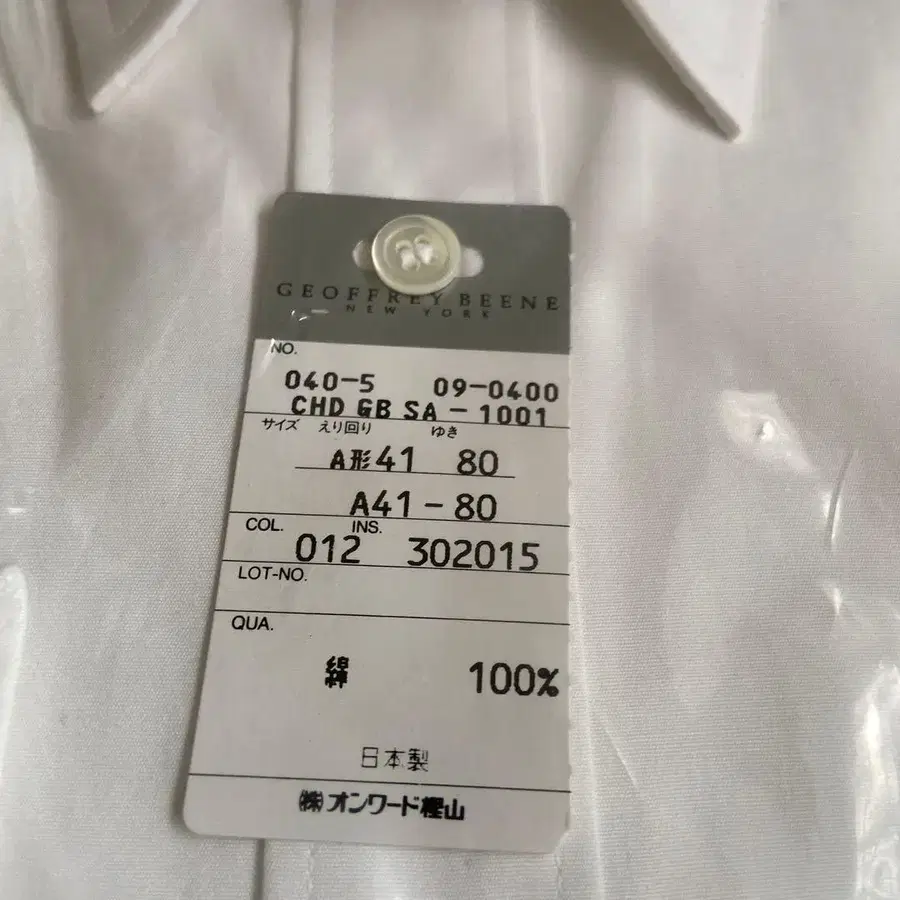 GEOFFREY BEENE
NEW YORK
NO.
040-5 09-0400
CHD GB SA - 1001
サイズ えり回り ゆき
A形41 80
A41-80
COL. INS.
012 302015
LOT-NO.
QUA.
綿 100%
日本製
㈱オンワード樫山